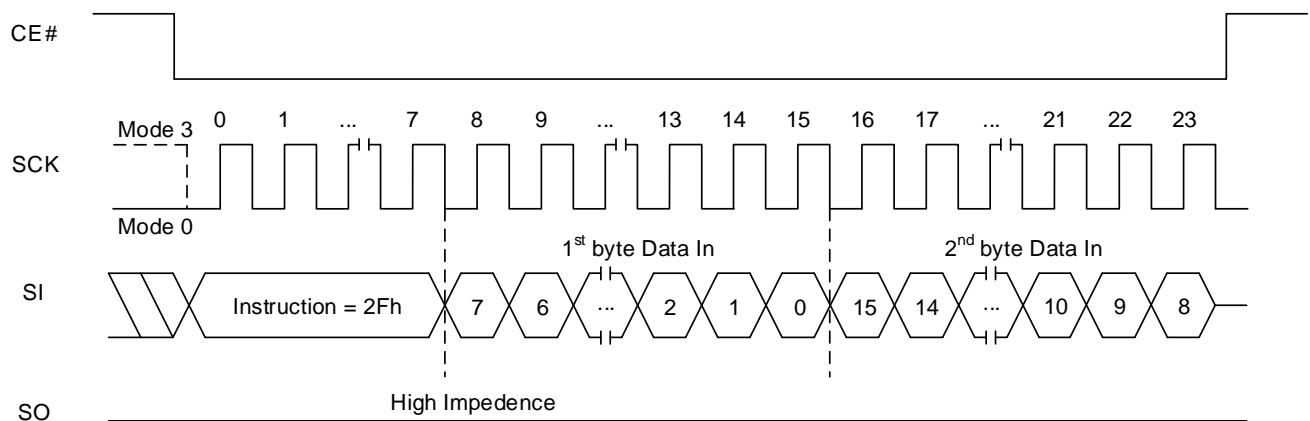 CE#
Mode 3
0 1 ... 7 8 9 ... 13 14 15 16 17 ... 21 22 23
SCK
Mode 0
1st byte Data In 2nd byte Data In
SI
Instruction = 2Fh 7 6 ... 2 1 0 15 14 ... 10 9 8
High Impedence
SO